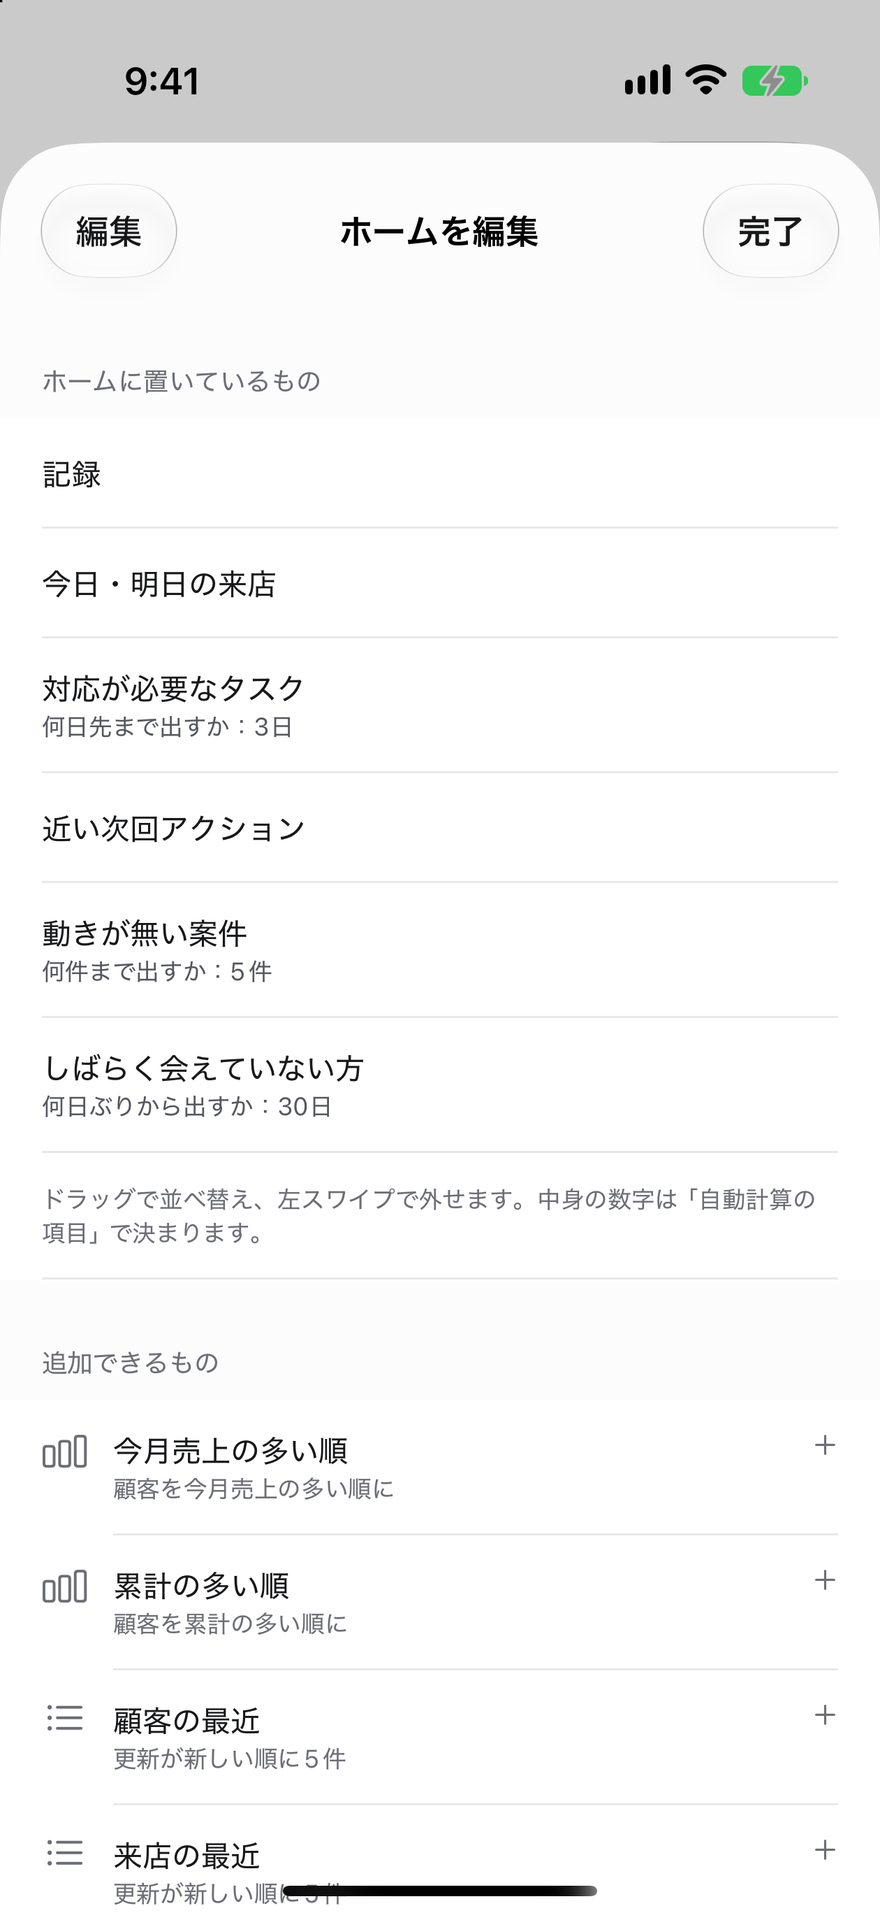 9:41
編集
ホームを編集
完了
ホームに置いているもの
記録
今日・明日の来店
対応が必要なタスク
何日先まで出すか：3日
近い次回アクション
動きが無い案件
何件まで出すか：5件
しばらく会えていない方
何日ぶりから出すか：30日
ドラッグで並べ替え、左スワイプで外せます。中身の数字は「自動計算の
項目」で決まります。
追加できるもの
今月売上の多い順
顧客を今月売上の多い順に
累計の多い順
顧客を累計の多い順に
顧客の最近
更新が新しい順に5件
来店の最近
更新が新しい順に5件